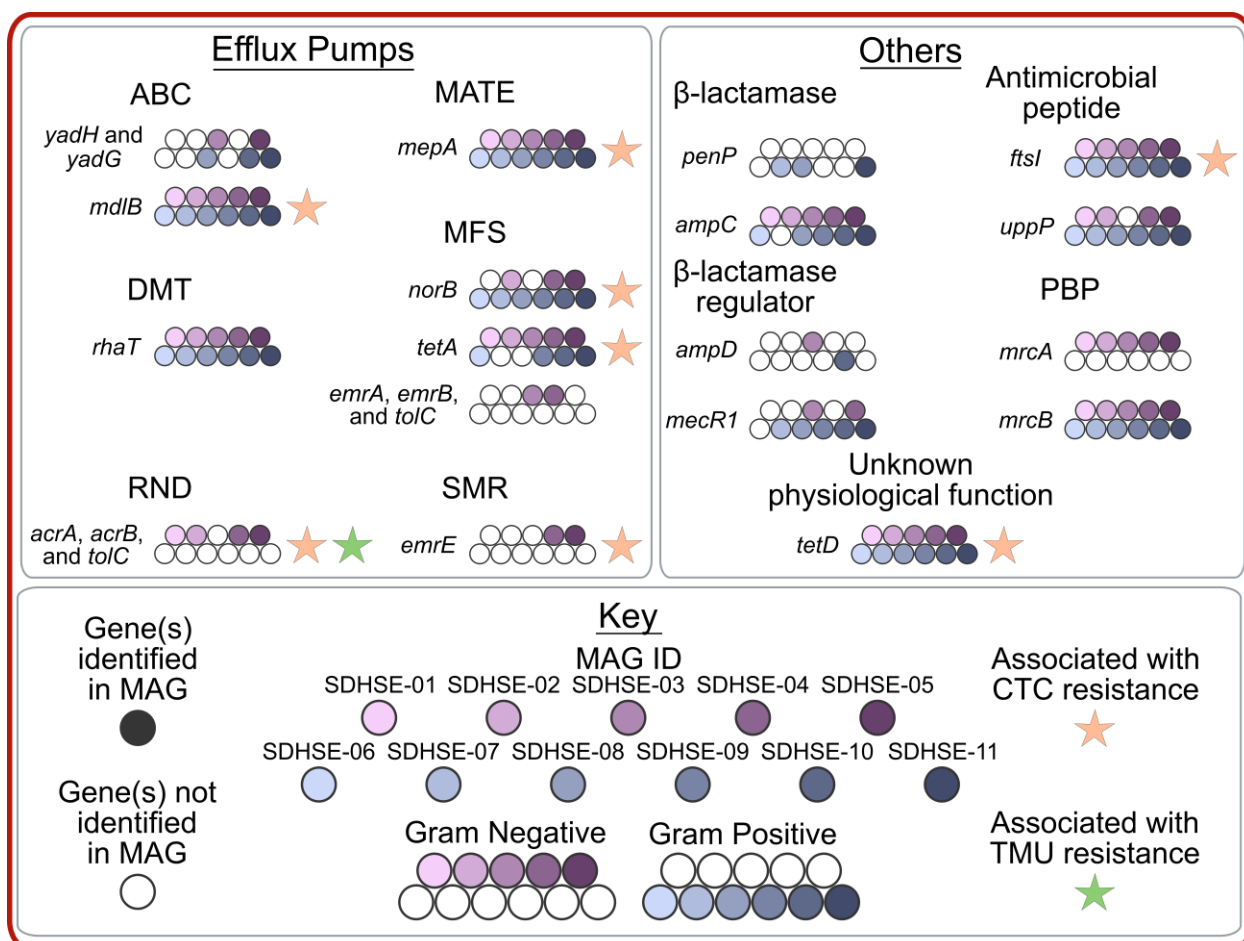 Efflux Pumps
ABC
yadH and
yadG
mdlB
DMT
rhaT
RND
acrA, acrB,
and tolC
MATE
mepA
MFS
norB
tetA
emrA, emrB,
and tolC
SMR
emrE
Others
β-lactamase
penP
ampC
β-lactamase
regulator
ampD
mecR1
Antimicrobial
peptide
ftsI
uppP
PBP
mrcA
mrcB
Unknown
physiological function
tetD
Key
Gene(s)
identified
in MAG
Gene(s) not
identified
in MAG
MAG ID
SDHSE-01 SDHSE-02 SDHSE-03 SDHSE-04 SDHSE-05
SDHSE-06 SDHSE-07 SDHSE-08 SDHSE-09 SDHSE-10 SDHSE-11
Gram Negative
Gram Positive
Associated with
CTC resistance
Associated with
TMU resistance